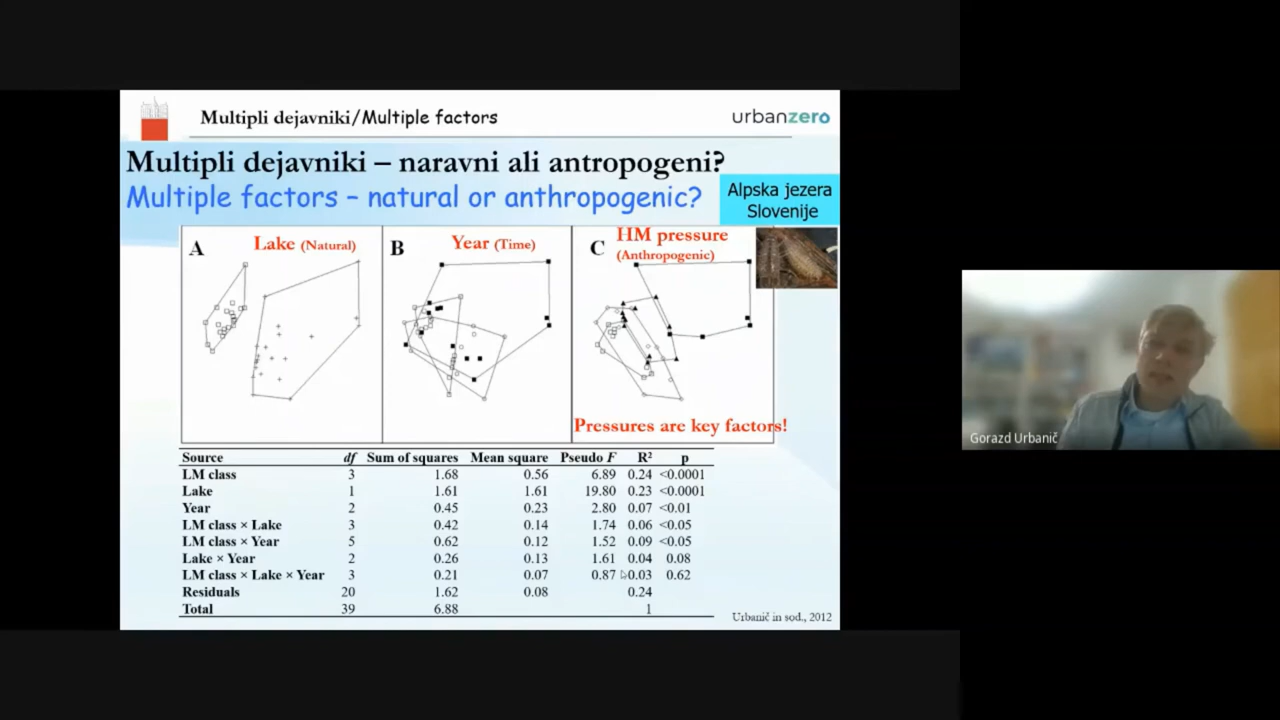 Multipli dejavniki/Multiple factors
urbanzero
Multipli dejavniki – naravni ali antropogeni?
Multiple factors – natural or anthropogenic?
Alpska jezera
Slovenije
A
Lake (Natural)
B
Year (Time)
C
HM pressure
(Anthropogenic)
Pressures are key factors!
Source df Sum of squares Mean square Pseudo F R² p
LM class 3 1.68 0.56 6.89 0.24 <0.0001
Lake 1 1.61 1.61 19.80 0.23 <0.0001
Year 2 0.45 0.23 2.80 0.07 <0.01
LM class × Lake 3 0.42 0.14 1.74 0.06 <0.05
LM class × Year 5 0.62 0.12 1.52 0.09 <0.05
Lake × Year 2 0.26 0.13 1.61 0.04 0.08
LM class × Lake × Year 3 0.21 0.07 0.87 0.03 0.62
Residuals 20 1.62 0.08 0.24
Total 39 6.88 1
Urbanič in sod., 2012
Gorazd Urbanič